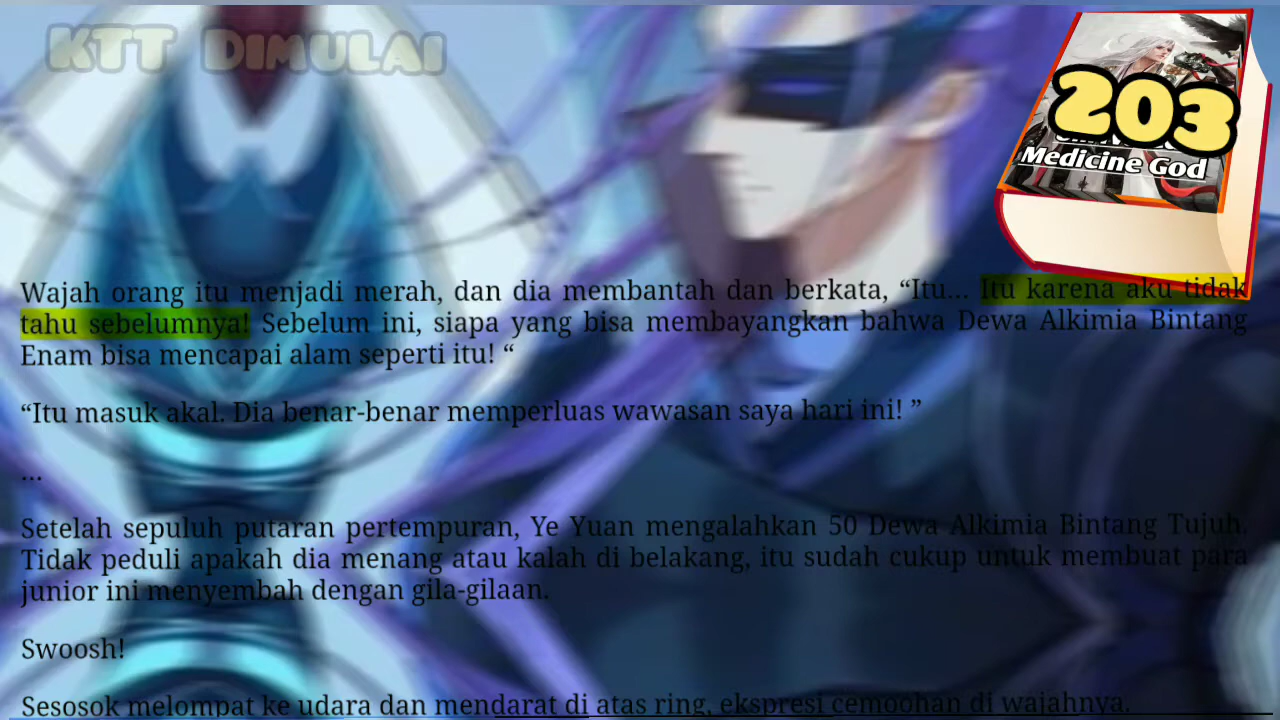 KTT DIMULAI
203
Medicine God
Wajah orang itu menjadi merah, dan dia membantah dan berkata, “Itu... Itu karena aku tidak
tahu sebelumnya! Sebelum ini, siapa yang bisa membayangkan bahwa Dewa Alkimia Bintang
Enam bisa mencapai alam seperti itu! “
“Itu masuk akal. Dia benar-benar memperluas wawasan saya hari ini! ”
...
Setelah sepuluh putaran pertempuran, Ye Yuan mengalahkan 50 Dewa Alkimia Bintang Tujuh.
Tidak peduli apakah dia menang atau kalah di belakang, itu sudah cukup untuk membuat para
junior ini menyembah dengan gila-gilaan.
Swoosh!
Sesosok melompat ke udara dan mendarat di atas ring, ekspresi cemoohan di wajahnya.